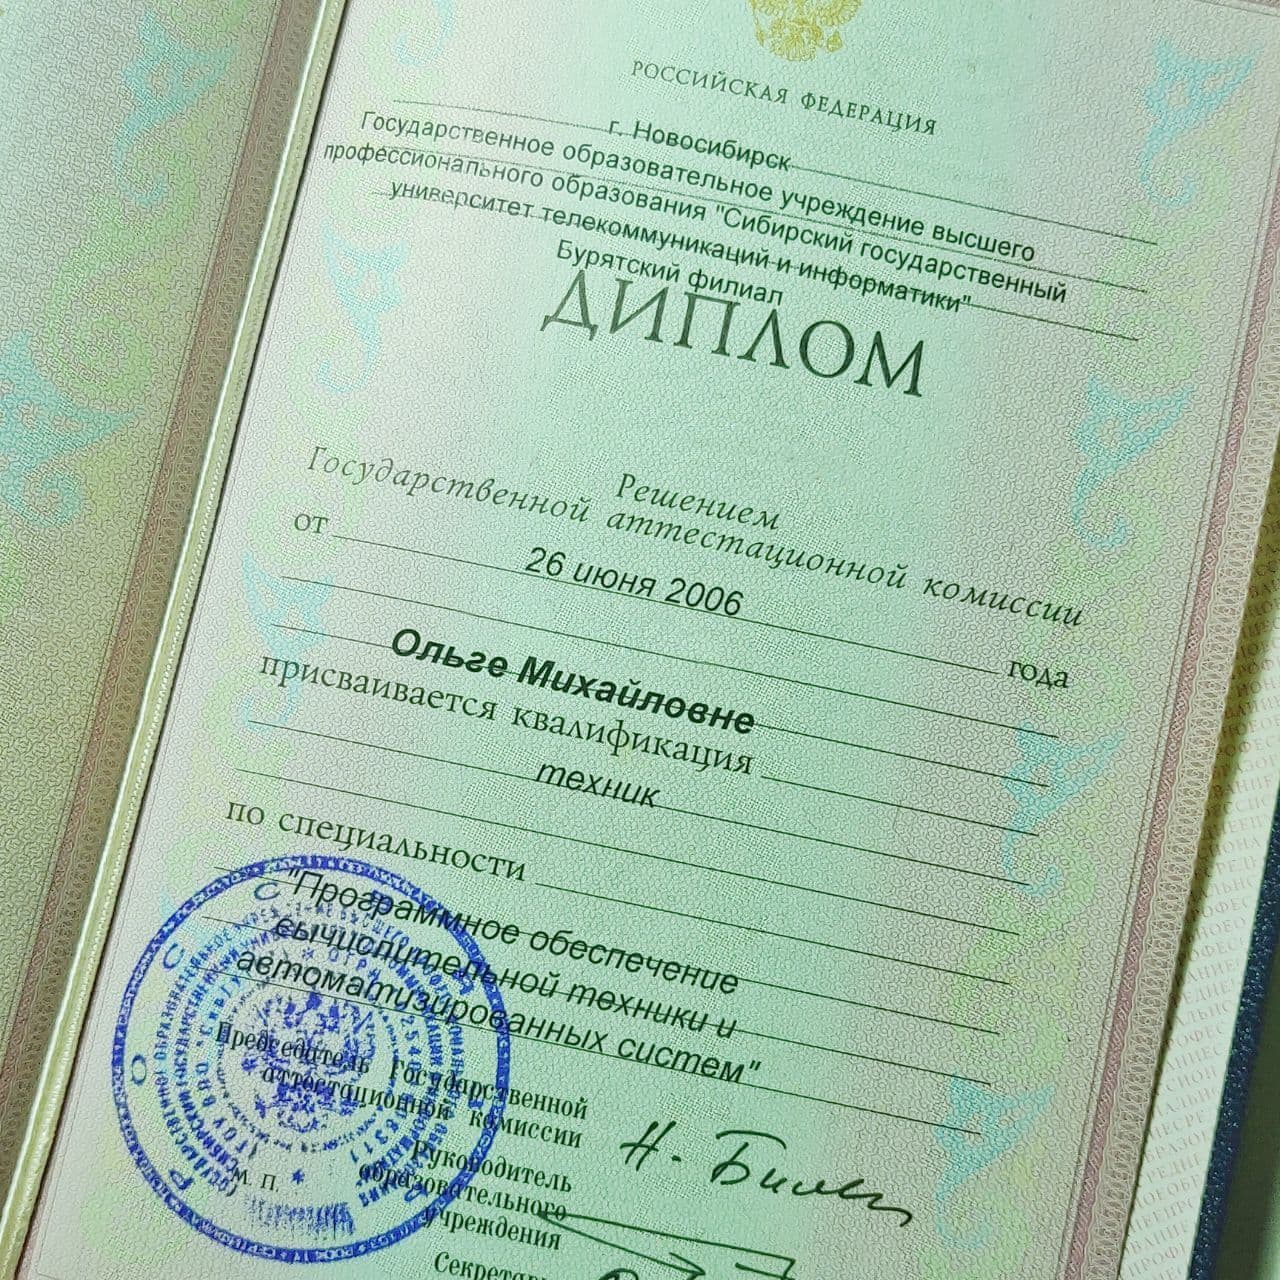 РОССИЙСКАЯ ФЕДЕРАЦИЯ
г. Новосибирск
Государственное образовательное учреждение высшего
профессионального образования "Сибирский государственный
университет телекоммуникаций и информатики"
Бурятский филиал
ДИПЛОМ
Решением
Государственной аттестационной комиссии
от 26 июня 2006 года
Ольге Михайловне
присваивается квалификация
техник
по специальности
"Программное обеспечение
вычислительной техники и
автоматизированных систем"
Председатель Государственной
аттестационной комиссии
М. П.
Руководитель
образовательного
учреждения